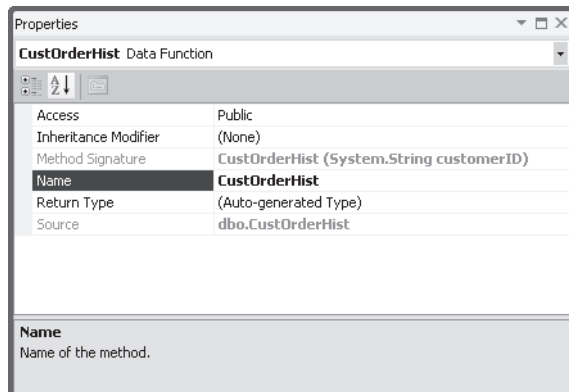 Properties
CustOrderHist Data Function
A
Z
Access Public
Inheritance Modifier (None)
Method Signature CustOrderHist (System.String customerID)
Name CustOrderHist
Return Type (Auto-generated Type)
Source dbo.CustOrderHist
Name
Name of the method.